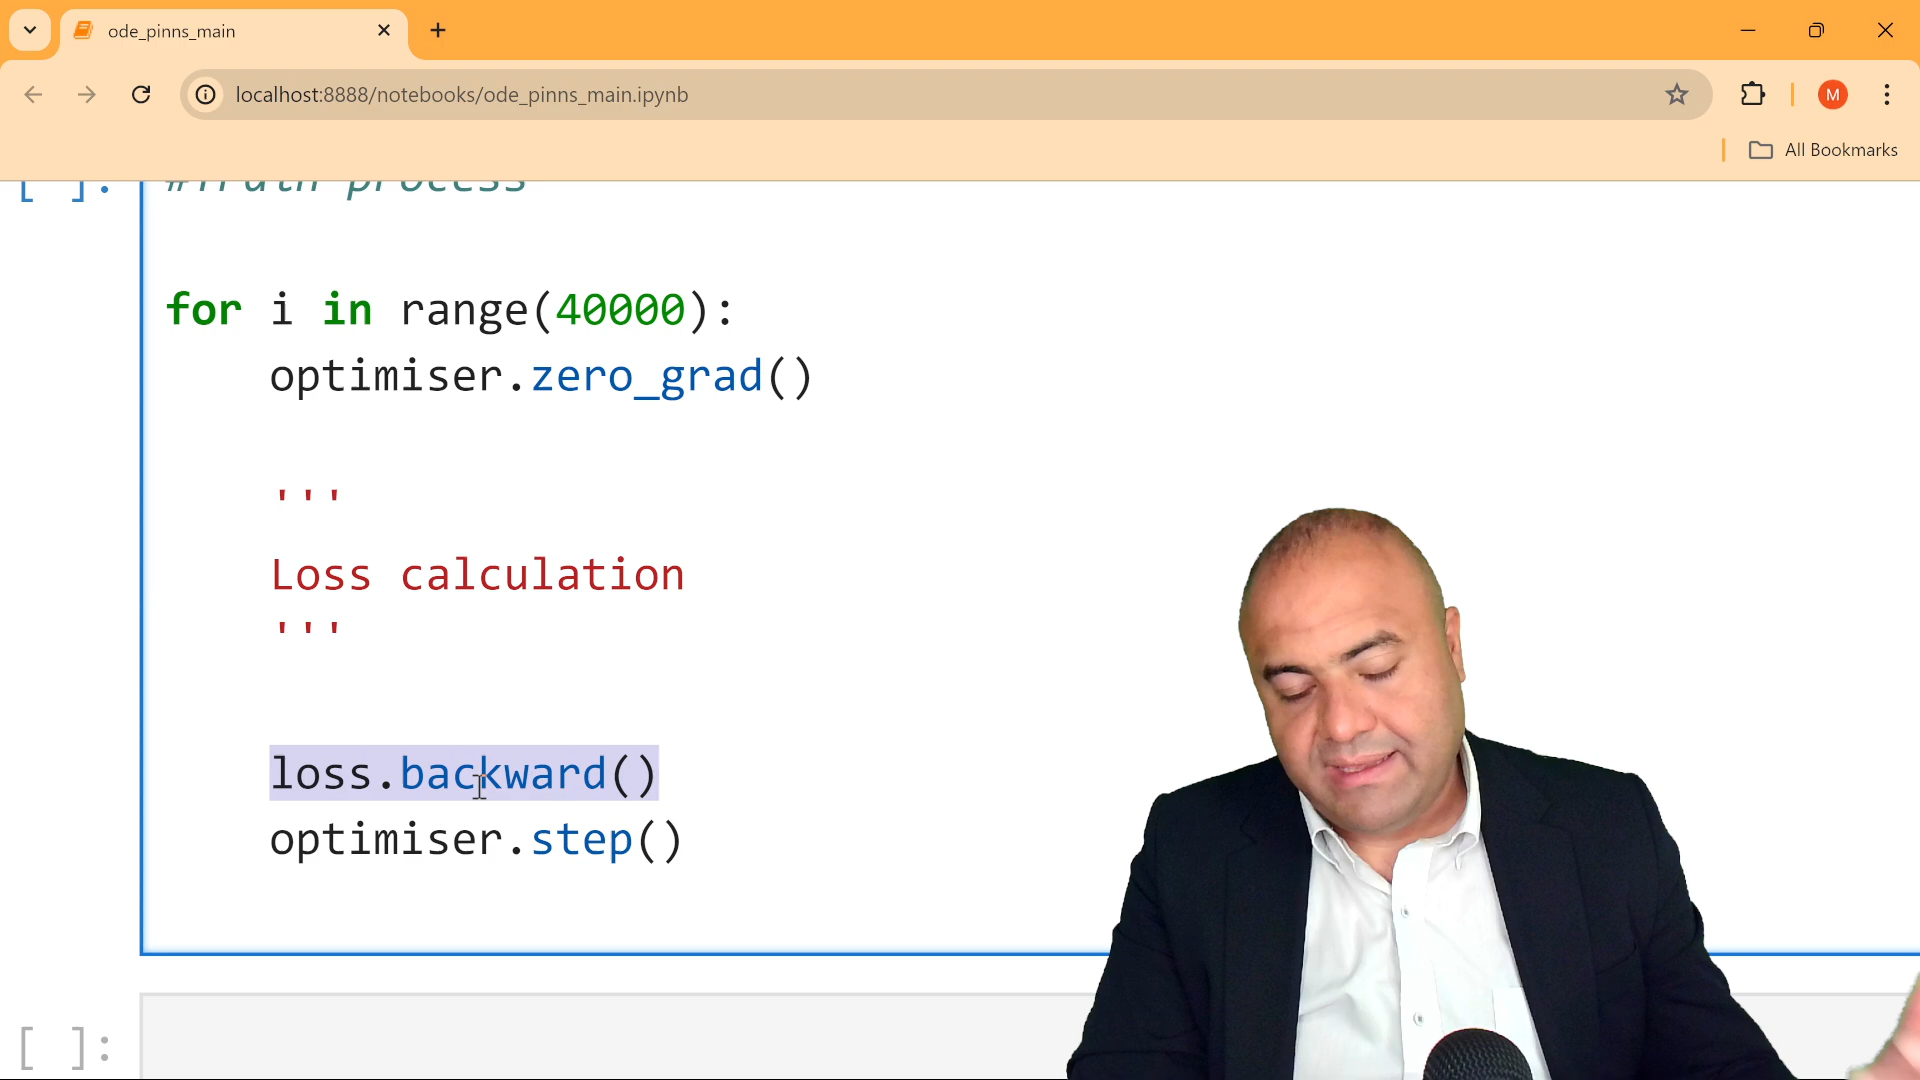 ode_pinns_main
localhost:8888/notebooks/ode_pinns_main.ipynb
M
All Bookmarks
[ ]:
process
for i in range(40000):
optimiser.zero_grad()
'''
Loss calculation
'''
loss.backward()
optimiser.step()
[ ]: